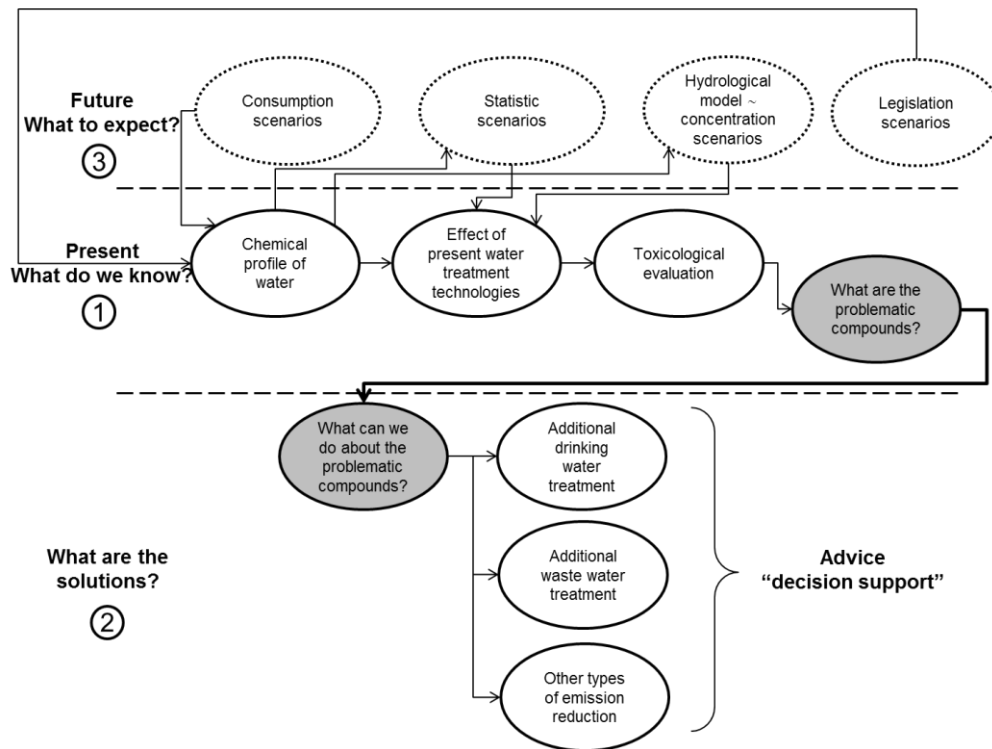 Future
What to expect?
3
Consumption
scenarios
Statistic
scenarios
Hydrological
model ~
concentration
scenarios
Legislation
scenarios
Present
What do we know?
1
Chemical
profile of
water
Effect of
present water
treatment
technologies
Toxicological
evaluation
What are the
problematic
compounds?
What can we
do about the
problematic
compounds?
Additional
drinking
water
treatment
What are the
solutions?
2
Additional
waste water
treatment
Other types
of emission
reduction
Advice
“decision support”